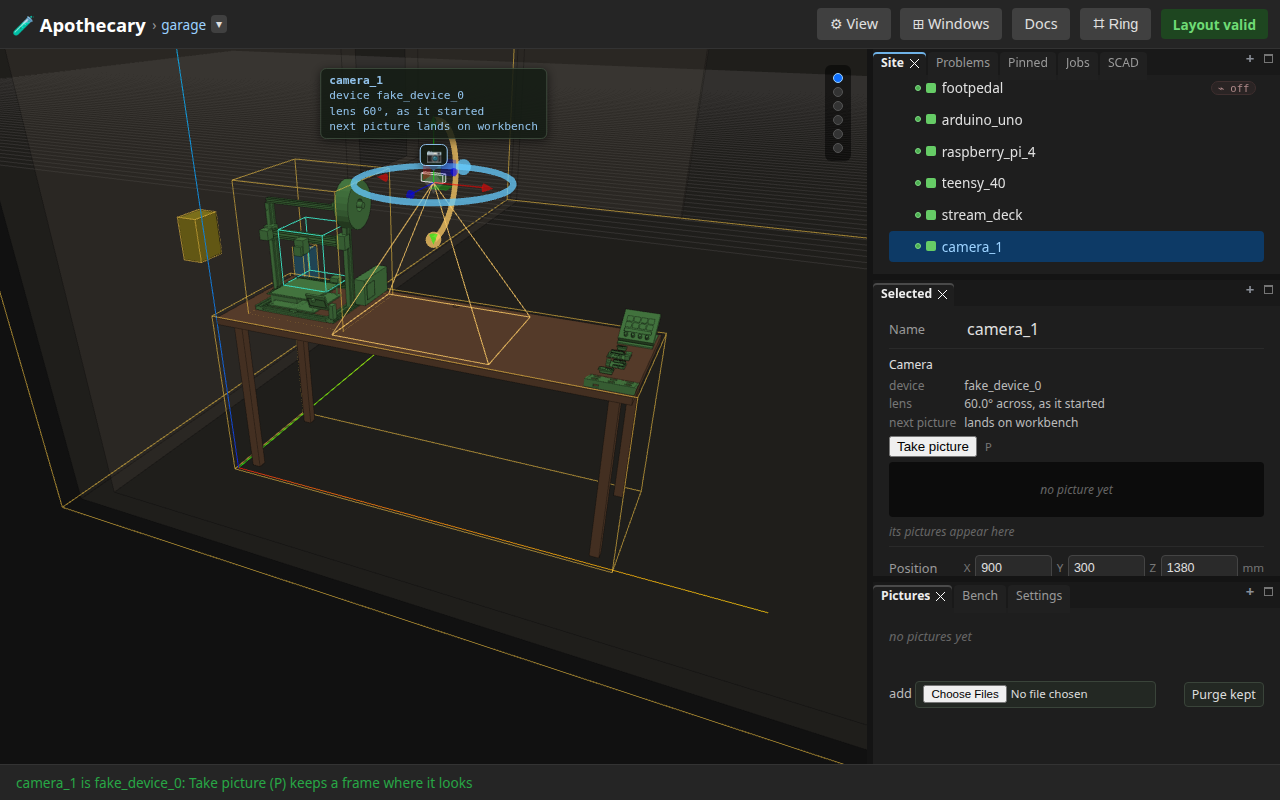 Apothecary › garage ▾
⚙ View
⊞ Windows
Docs
⌗ Ring
Layout valid
camera_1
device fake_device_0
lens 60°, as it started
next picture lands on workbench
Site
Problems
Pinned
Jobs
SCAD
footpedal
~ off
arduino_uno
raspberry_pi_4
teensy_40
stream_deck
camera_1
Selected
Name camera_1
Camera
device fake_device_0
lens 60.0° across, as it started
next picture lands on workbench
Take picture P
no picture yet
its pictures appear here
Position X 900 Y 300 Z 1380 mm
Pictures
Bench
Settings
no pictures yet
add Choose Files No file chosen
Purge kept
camera_1 is fake_device_0: Take picture (P) keeps a frame where it looks